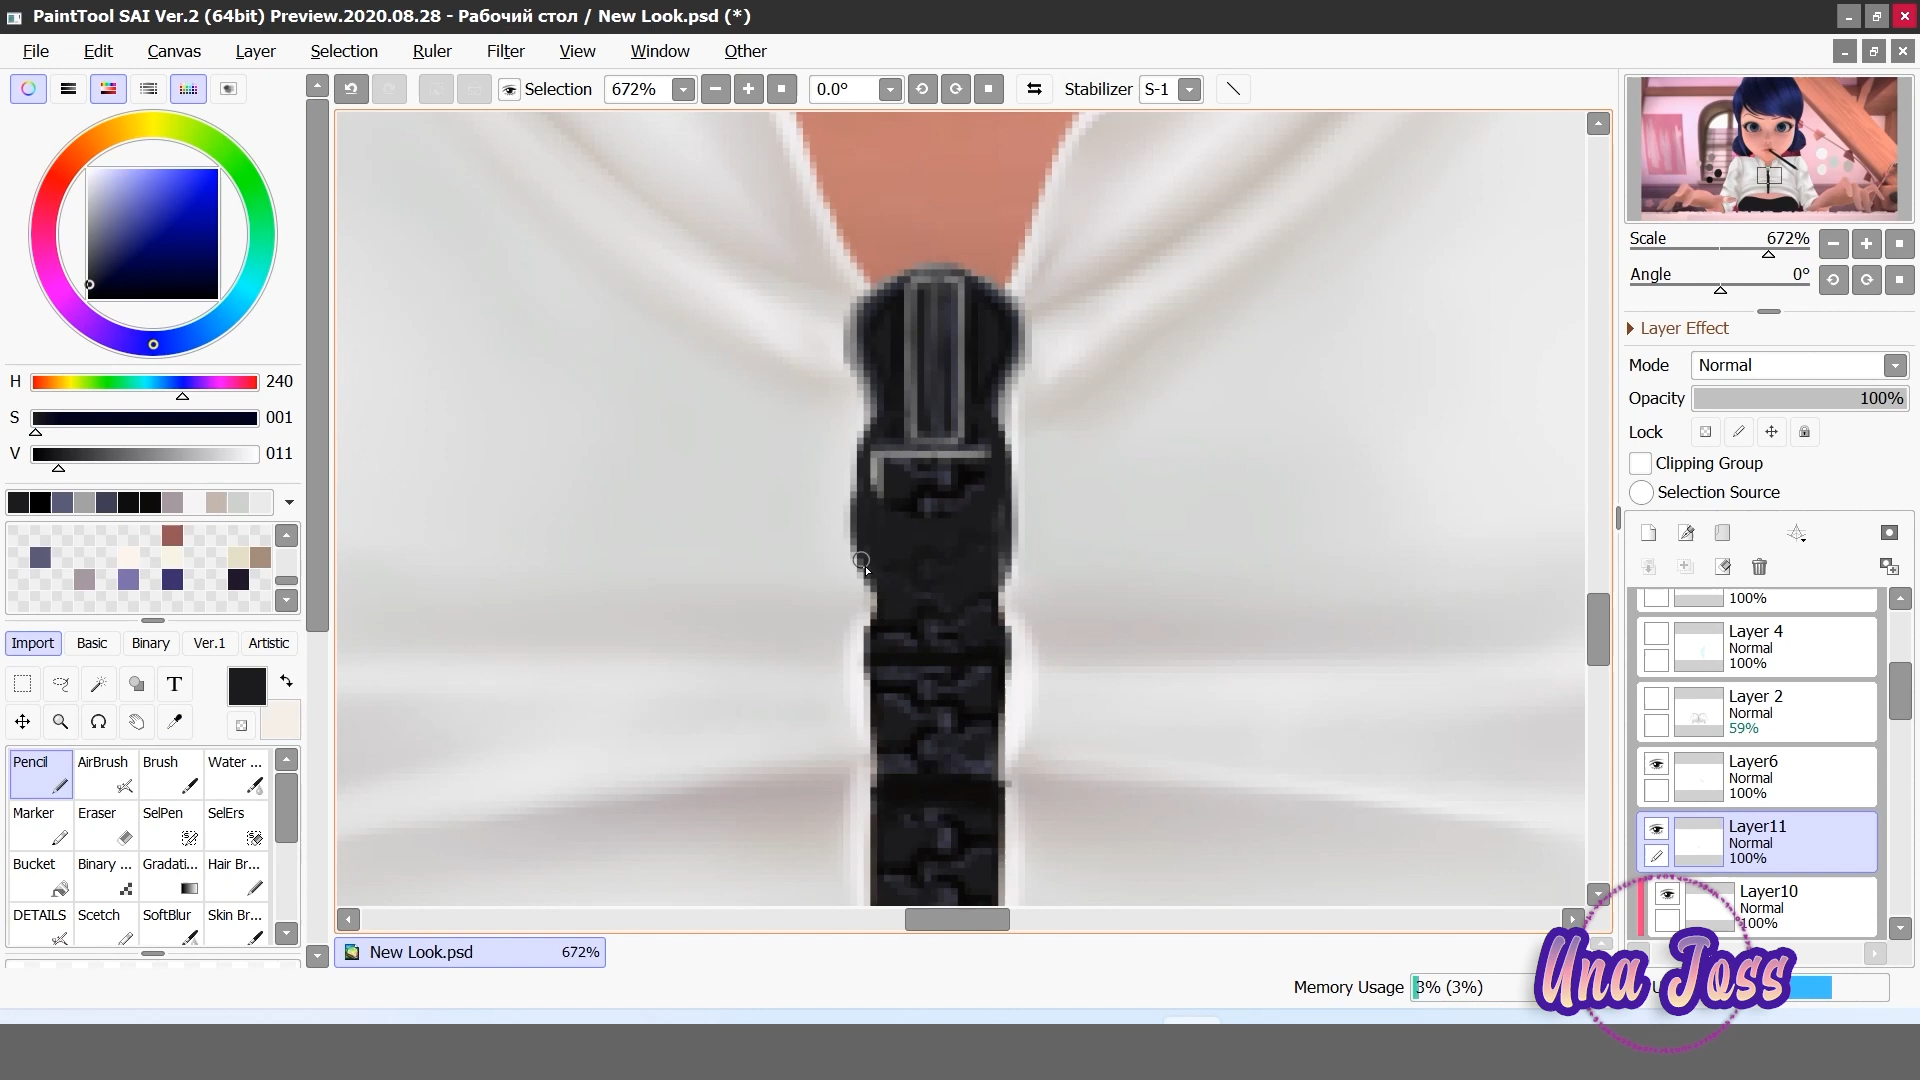 PaintTool SAI Ver.2 (64bit) Preview.2020.08.28 - Рабочий стол / New Look.psd (*)
File Edit Canvas Layer Selection Ruler Filter View Window Other
Selection 672% 0.0° Stabilizer S-1
Scale 672%
Angle 0°
Layer Effect
Mode Normal
Opacity 100%
Lock
Clipping Group
Selection Source
H 240
S 001
V 011
Import Basic Binary Ver.1 Artistic
T
Pencil AirBrush Brush Water ...
Marker Eraser SelPen SelErs
Bucket Binary ... Gradati... Hair Br...
DETAILS Scetch SoftBlur Skin Br...
100%
Layer 4
Normal
100%
Layer 2
Normal
59%
Layer6
Normal
100%
Layer11
Normal
100%
Layer10
Normal
100%
New Look.psd 672%
Memory Usage 3% (3%)
Una Joss